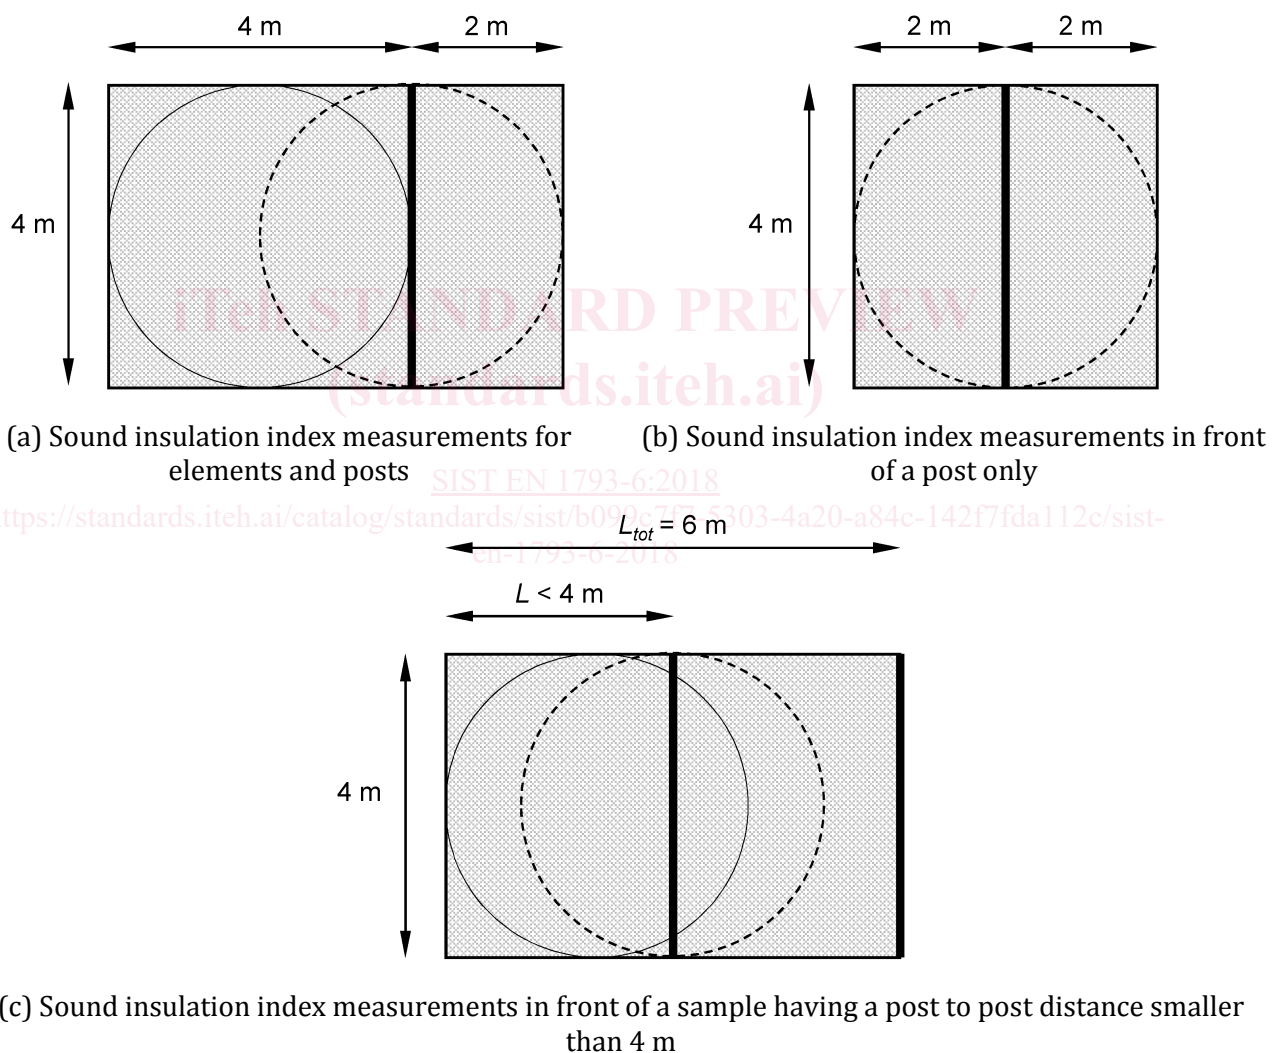 4 m 2 m 2 m 2 m
4 m 4 m
iTeh STANDARD PREVIEW
(standards.iteh.ai)
(a) Sound insulation index measurements for
elements and posts
(b) Sound insulation index measurements in front
of a post only
SIST EN 1793-6:2018
ttps://standards.iteh.ai/catalog/standards/sist/b099c7f7-5303-4a20-a84c-142f7fda112c/sist-
en-1793-6-2018
Ltot = 6 m
L < 4 m
4 m
(c) Sound insulation index measurements in front of a sample having a post to post distance smaller
than 4 m